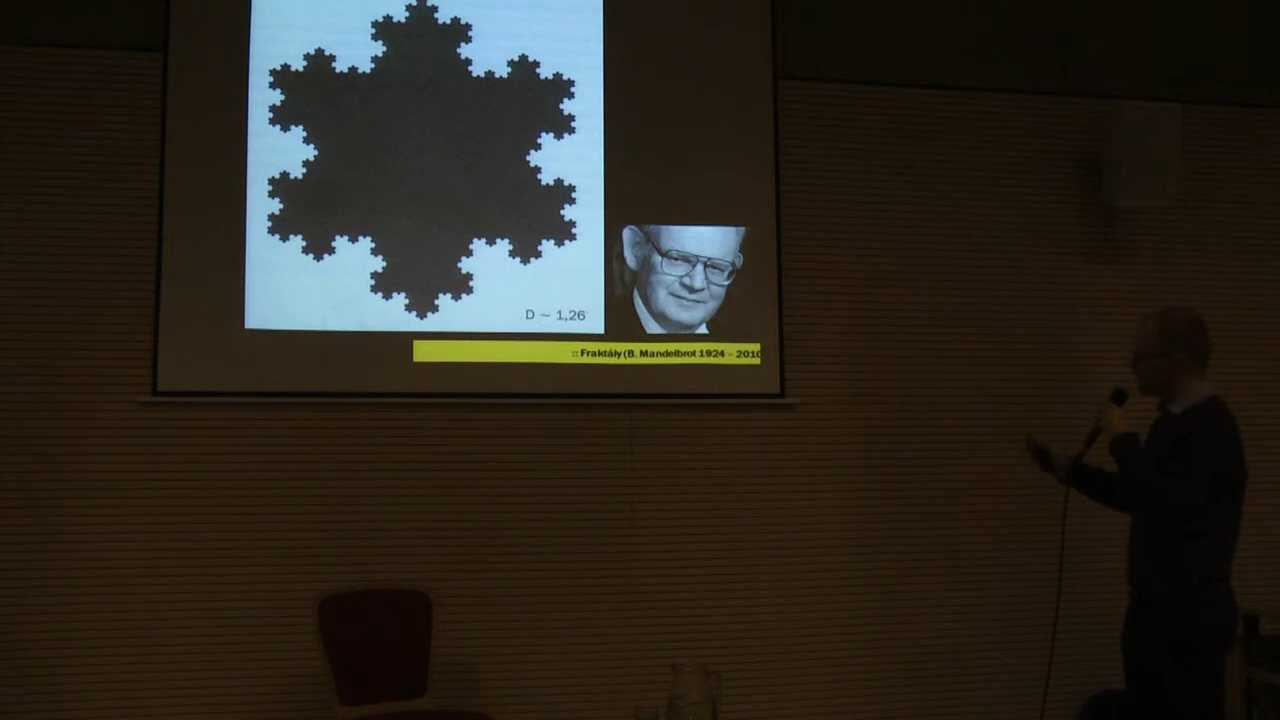 D ~ 1,26
:: Fraktály (B. Mandelbrot 1924 – 2010